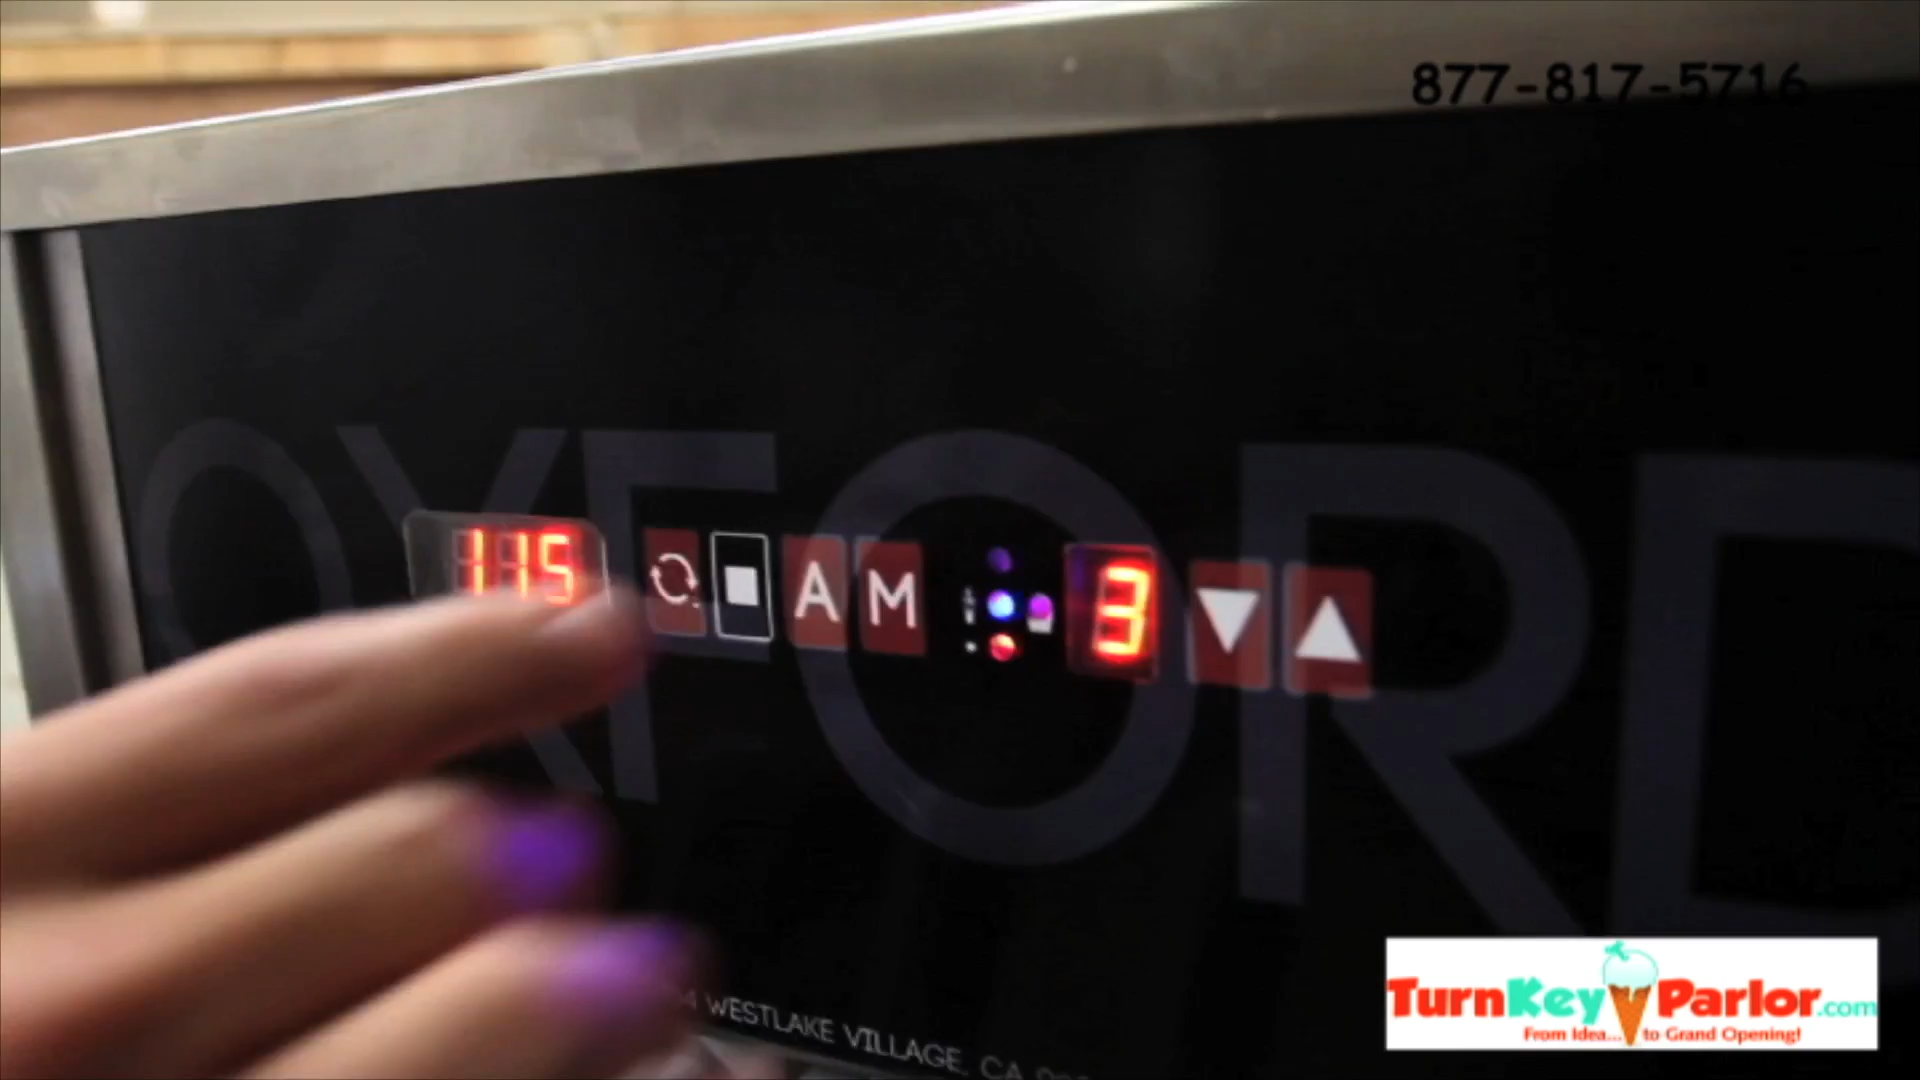 877-817-5716
OXFORD
115
A M
3
WESTLAKE VILLAGE, CA
TurnKeyParlor.com
From Idea... to Grand Opening!